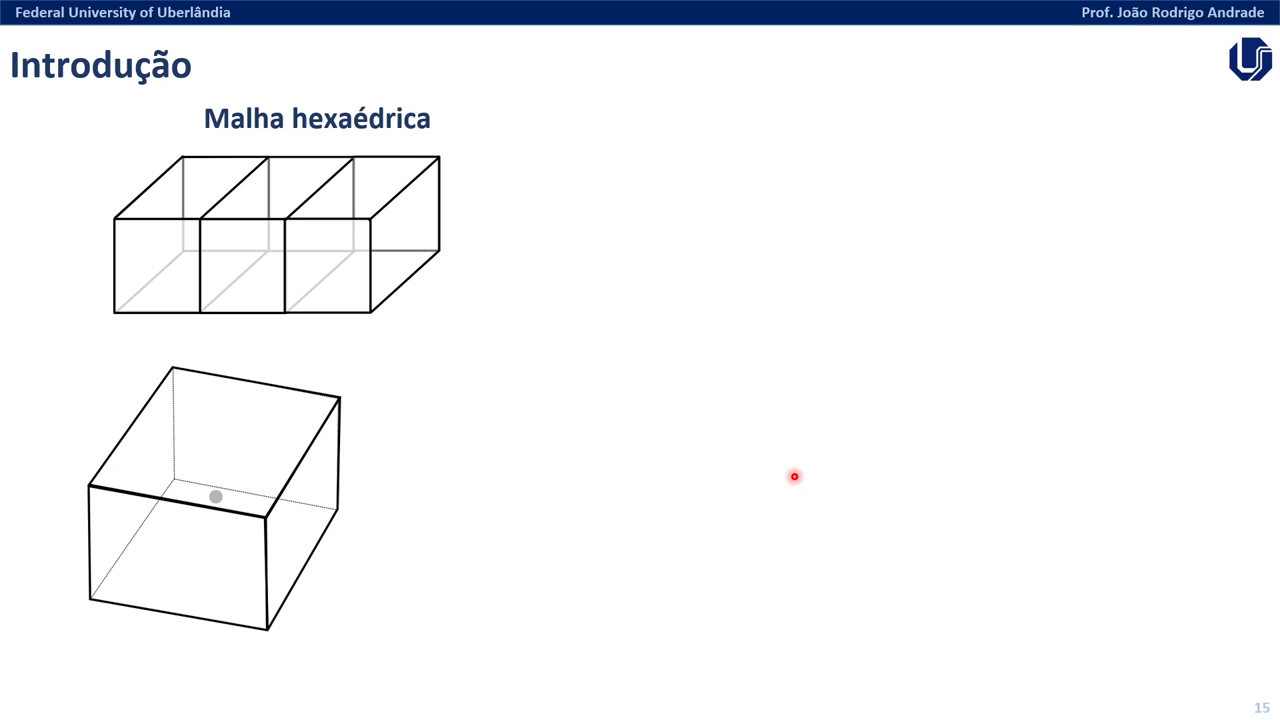 Federal University of Uberlândia
Prof. João Rodrigo Andrade
Introdução
Malha hexaédrica
15